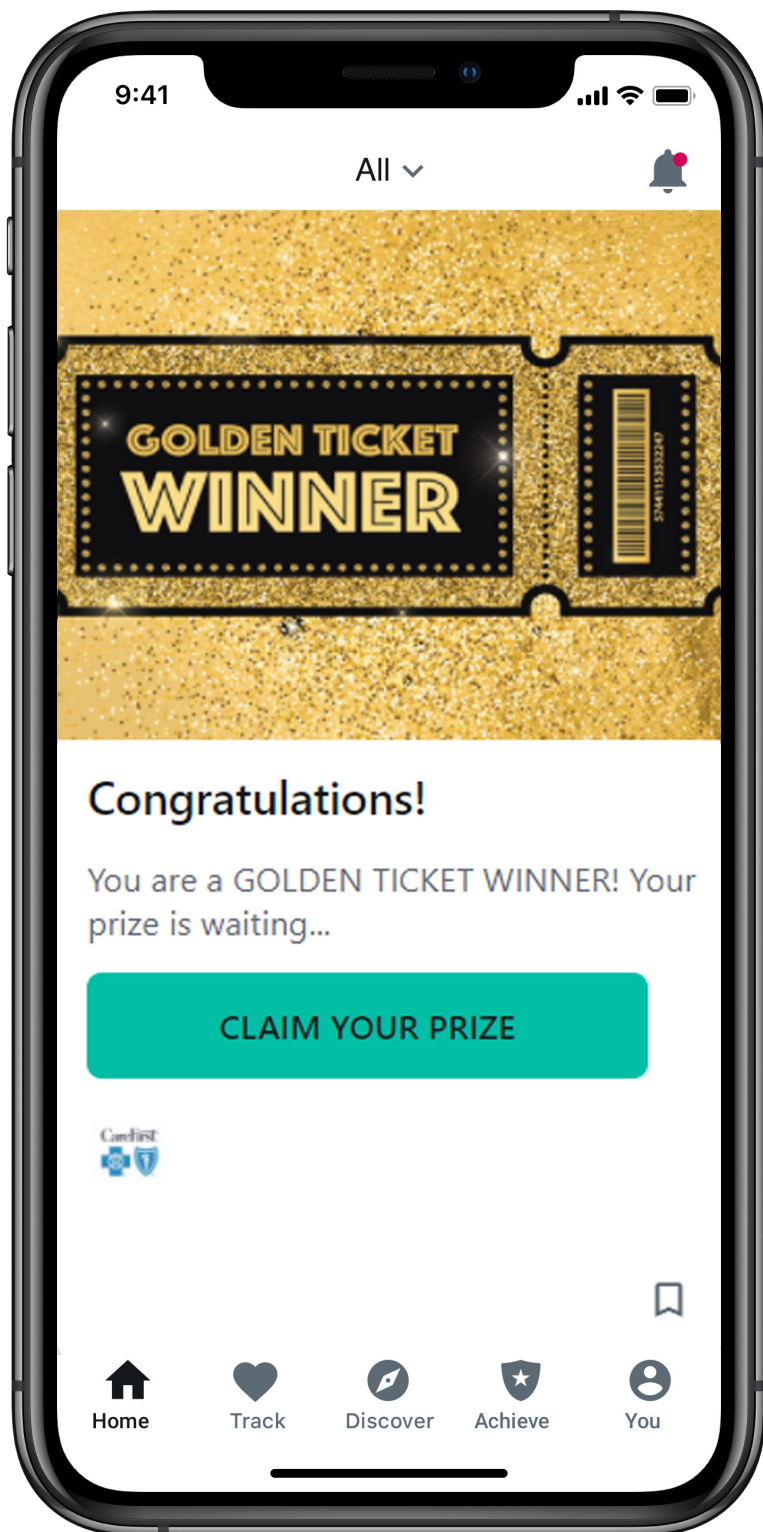 9:41
All
GOLDEN TICKET
WINNER
57441153532247
Congratulations!
You are a GOLDEN TICKET WINNER! Your
prize is waiting...
CLAIM YOUR PRIZE
CareFirst
Home
Track
Discover
Achieve
You